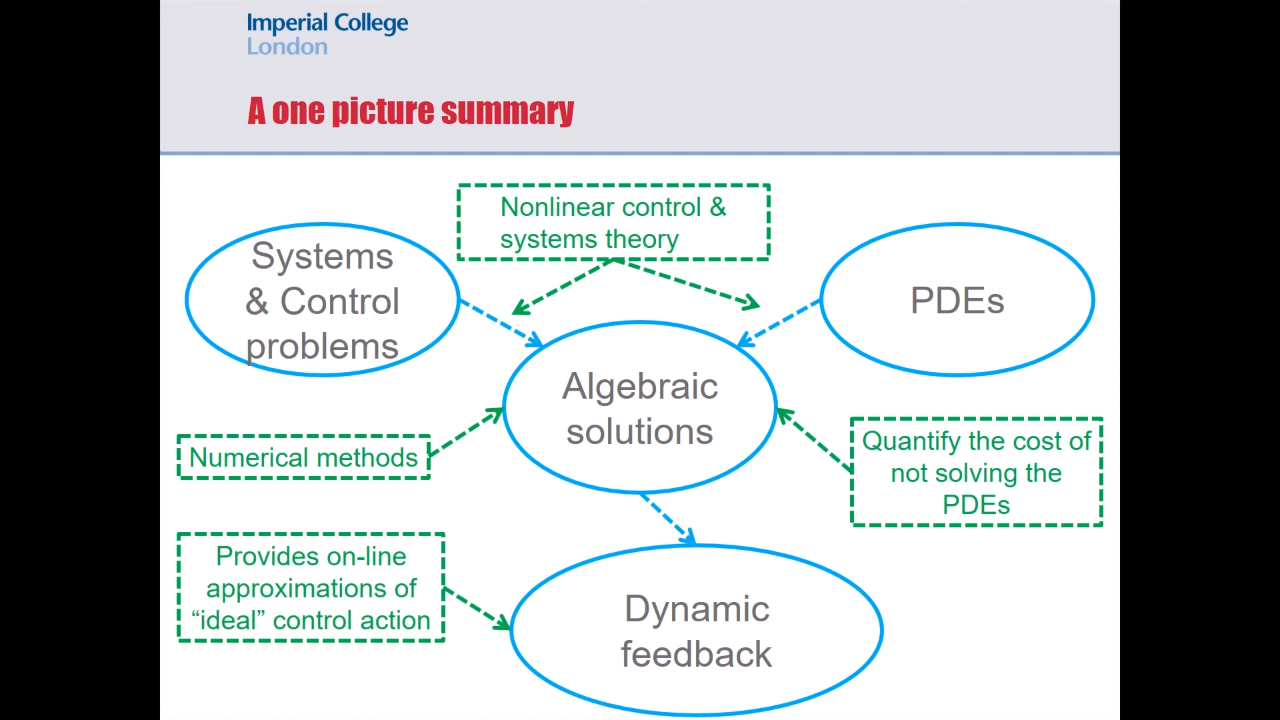 Imperial College
London
A one picture summary
Nonlinear control &
systems theory
Systems
& Control
problems
PDEs
Algebraic
solutions
Numerical methods
Quantify the cost of
not solving the
PDEs
Provides on-line
approximations of
“ideal” control action
Dynamic
feedback